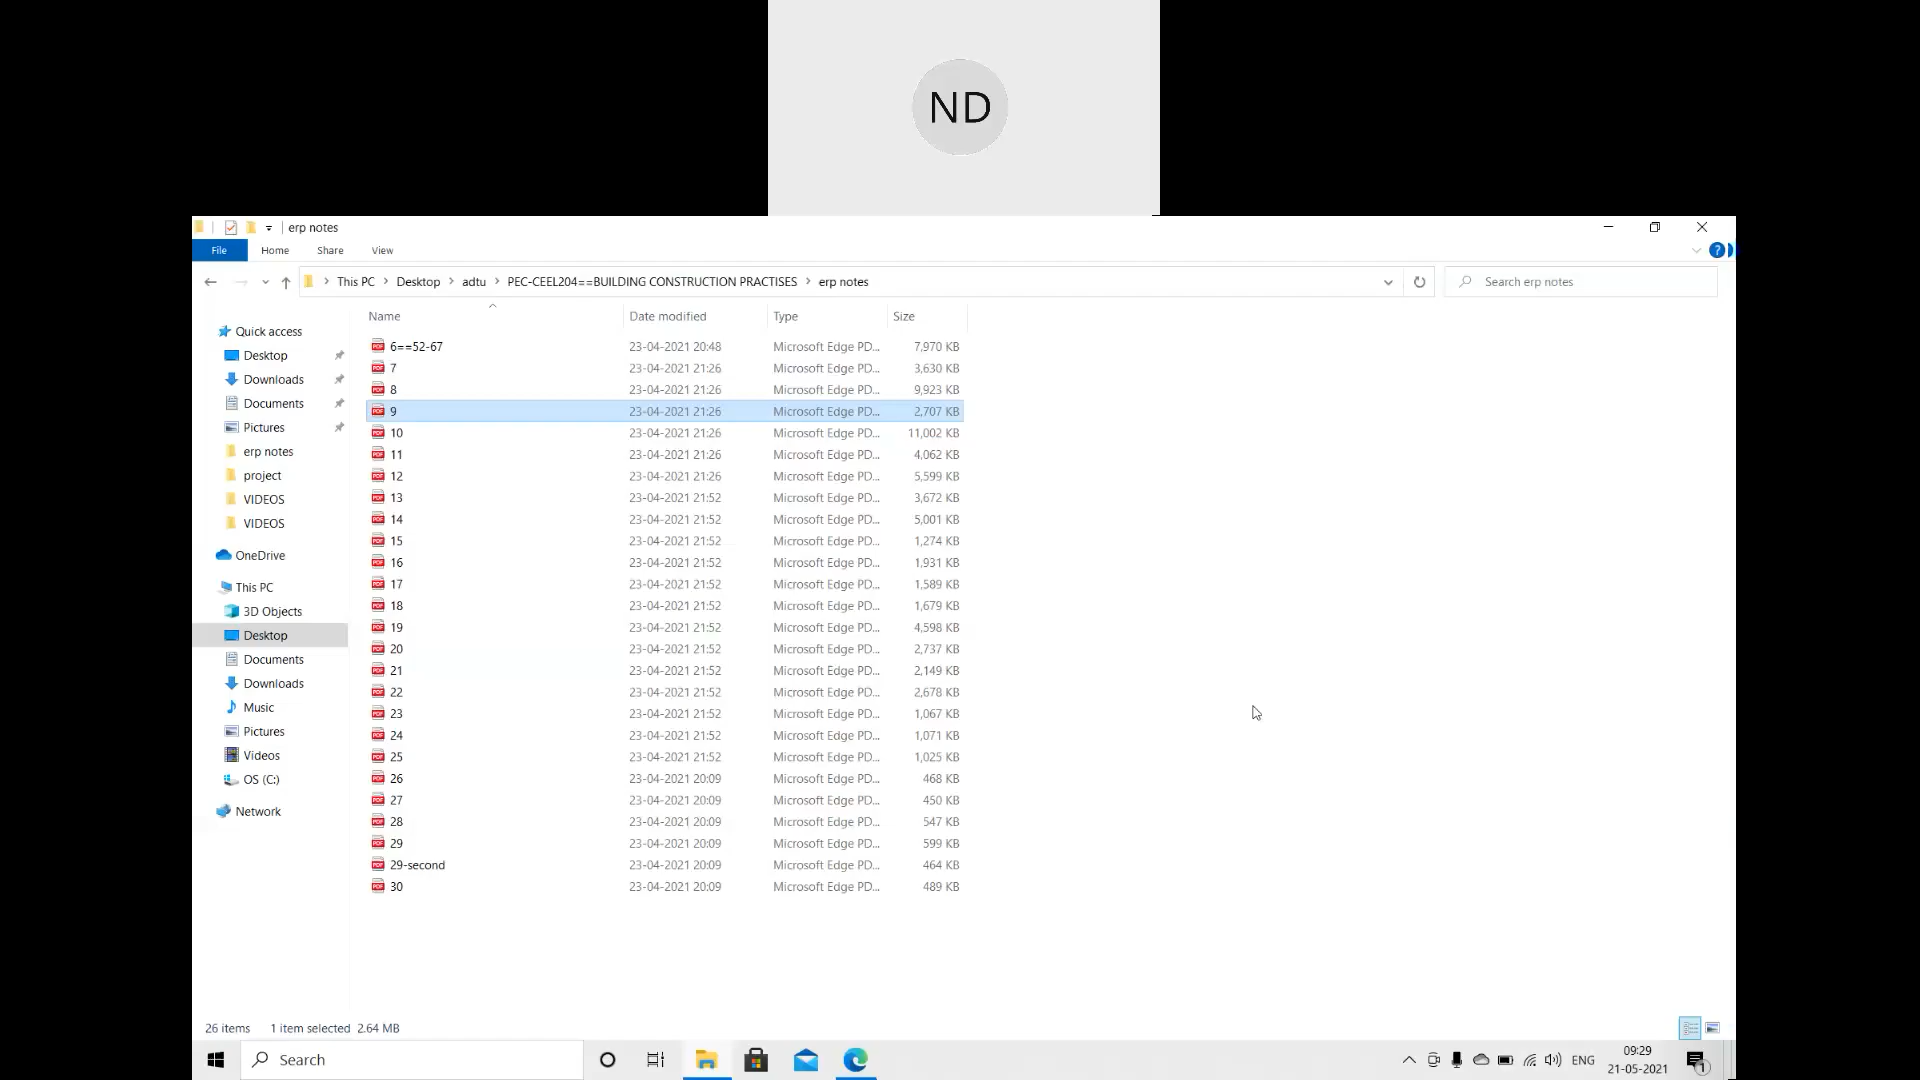 ND
erp notes
File Home Share View
This PC Desktop adtu PEC-CEEL204==BUILDING CONSTRUCTION PRACTISES erp notes Search erp notes
Name Date modified Type Size
Quick access
Desktop
Downloads
Documents
Pictures
erp notes
project
VIDEOS
VIDEOS
OneDrive
This PC
3D Objects
Desktop
Documents
Downloads
Music
Pictures
Videos
OS (C:)
Network
6==52-67 23-04-2021 20:48 Microsoft Edge PD... 7,970 KB
7 23-04-2021 21:26 Microsoft Edge PD... 3,630 KB
8 23-04-2021 21:26 Microsoft Edge PD... 9,923 KB
9 23-04-2021 21:26 Microsoft Edge PD... 2,707 KB
10 23-04-2021 21:26 Microsoft Edge PD... 11,002 KB
11 23-04-2021 21:26 Microsoft Edge PD... 4,062 KB
12 23-04-2021 21:26 Microsoft Edge PD... 5,599 KB
13 23-04-2021 21:52 Microsoft Edge PD... 3,672 KB
14 23-04-2021 21:52 Microsoft Edge PD... 5,001 KB
15 23-04-2021 21:52 Microsoft Edge PD... 1,274 KB
16 23-04-2021 21:52 Microsoft Edge PD... 1,931 KB
17 23-04-2021 21:52 Microsoft Edge PD... 1,589 KB
18 23-04-2021 21:52 Microsoft Edge PD... 1,679 KB
19 23-04-2021 21:52 Microsoft Edge PD... 4,598 KB
20 23-04-2021 21:52 Microsoft Edge PD... 2,737 KB
21 23-04-2021 21:52 Microsoft Edge PD... 2,149 KB
22 23-04-2021 21:52 Microsoft Edge PD... 2,678 KB
23 23-04-2021 21:52 Microsoft Edge PD... 1,067 KB
24 23-04-2021 21:52 Microsoft Edge PD... 1,071 KB
25 23-04-2021 21:52 Microsoft Edge PD... 1,025 KB
26 23-04-2021 20:09 Microsoft Edge PD... 468 KB
27 23-04-2021 20:09 Microsoft Edge PD... 450 KB
28 23-04-2021 20:09 Microsoft Edge PD... 547 KB
29 23-04-2021 20:09 Microsoft Edge PD... 599 KB
29-second 23-04-2021 20:09 Microsoft Edge PD... 464 KB
30 23-04-2021 20:09 Microsoft Edge PD... 489 KB
26 items 1 item selected 2.64 MB
Search
ENG
09:29
21-05-2021
1